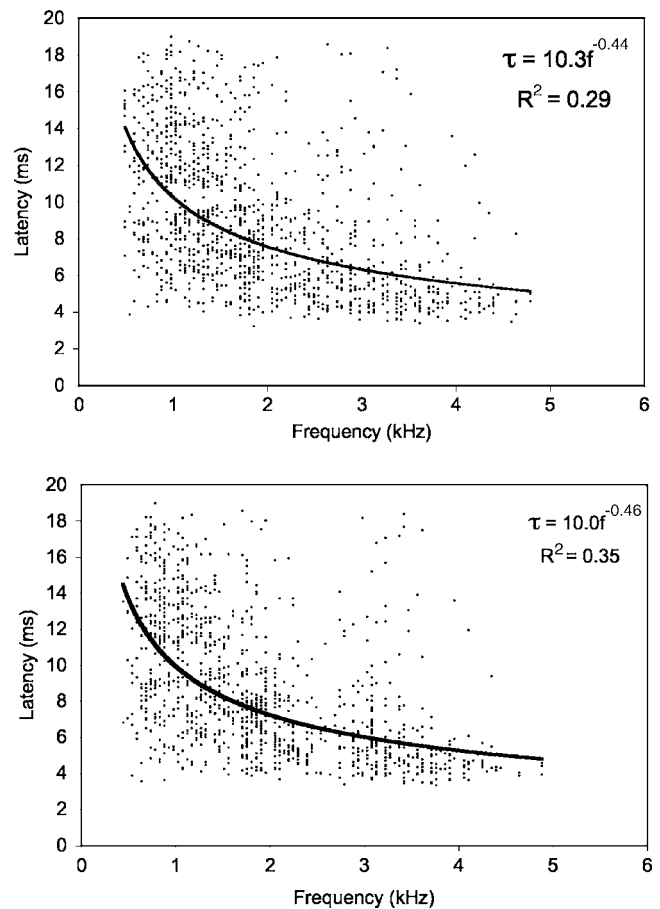 20
18
16
14
12
10
8
6
4
2
0
Latency (ms)
τ = 10.3f^-0.44
R^2 = 0.29
0 1 2 3 4 5 6
Frequency (kHz)
20
18
16
14
12
10
8
6
4
2
0
Latency (ms)
τ = 10.0f^-0.46
R^2 = 0.35
0 1 2 3 4 5 6
Frequency (kHz)